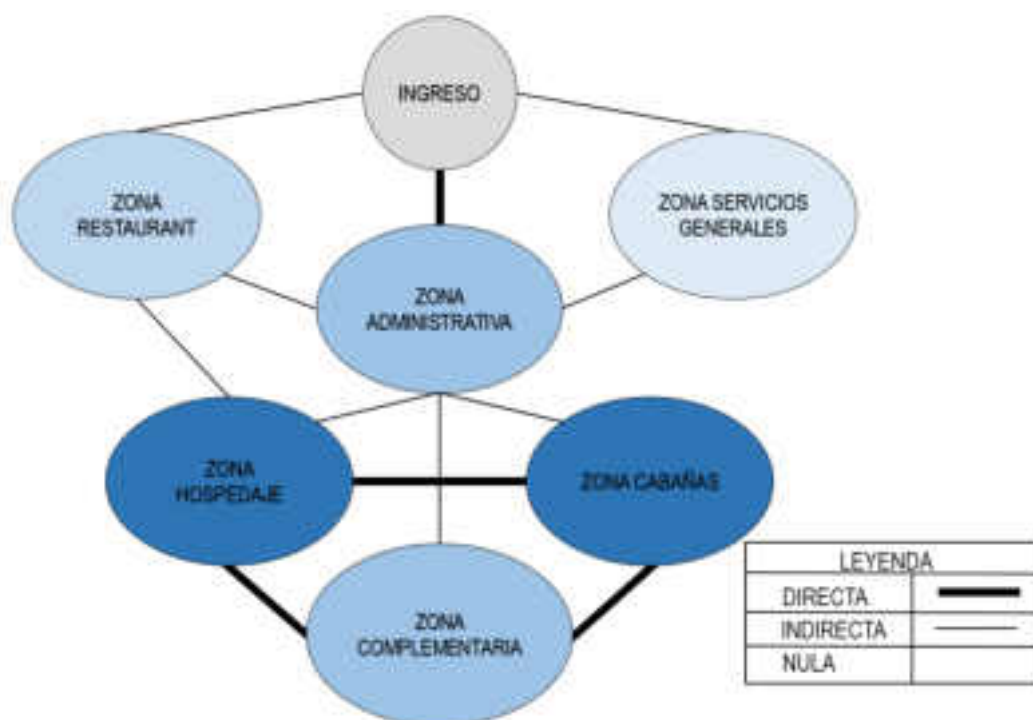 INGRESO
ZONA
RESTAURANT
ZONA SERVICIOS
GENERALES
ZONA
ADMINISTRATIVA
ZONA
HOSPEDAJE
ZONA CABAÑAS
ZONA
COMPLEMENTARIA
LEYENDA
DIRECTA
INDIRECTA
NULA